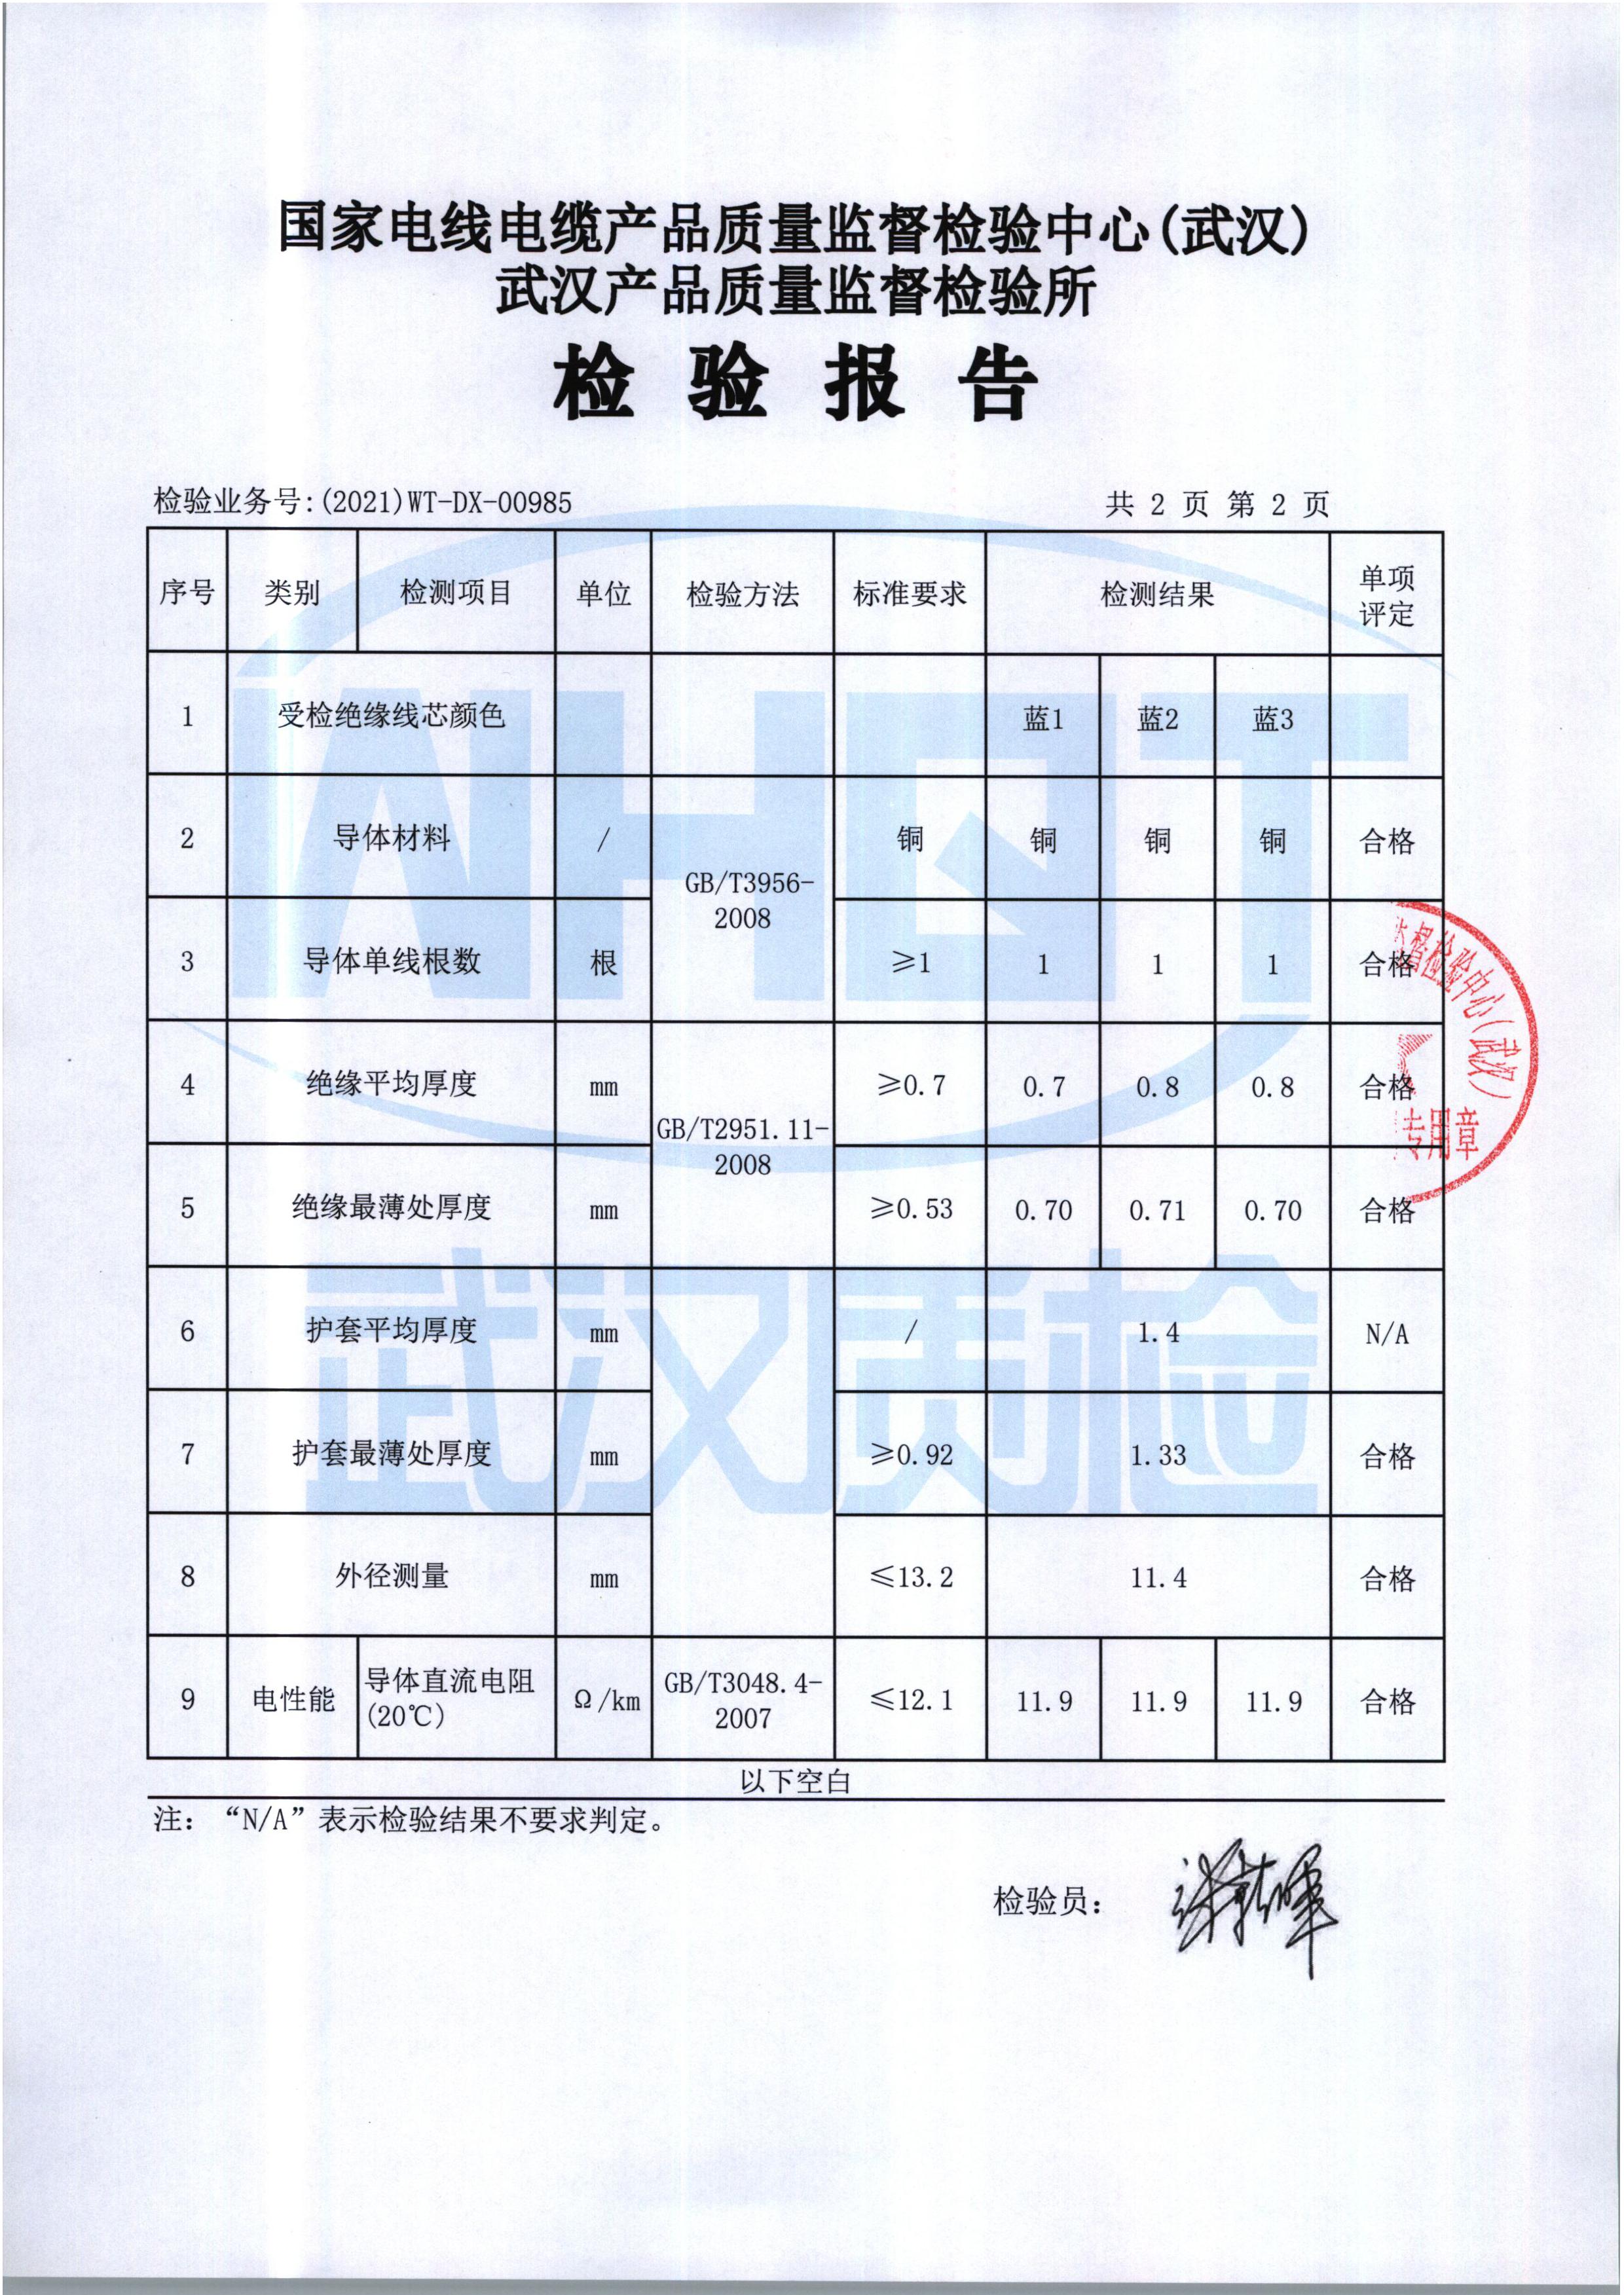 国家电线电缆产品质量监督检验中心(武汉)
武汉产品质量监督检验所
检 验 报 告
检验业务号:(2021)WT-DX-00985
共 2 页 第 2 页
序号 类别 检测项目 单位 检验方法 标准要求 检测结果 单项
评定
1 受检绝缘线芯颜色 蓝1 蓝2 蓝3
2 导体材料 / GB/T3956-
2008 铜 铜 铜 铜 合格
3 导体单线根数 根 ≥1 1 1 1 合格
4 绝缘平均厚度 mm GB/T2951.11-
2008 ≥0.7 0.7 0.8 0.8 合格
5 绝缘最薄处厚度 mm ≥0.53 0.70 0.71 0.70 合格
6 护套平均厚度 mm / 1.4 N/A
7 护套最薄处厚度 mm ≥0.92 1.33 合格
8 外径测量 mm ≤13.2 11.4 合格
9 电性能 导体直流电阻
(20℃) Ω/km GB/T3048.4-
2007 ≤12.1 11.9 11.9 11.9 合格
以下空白
注：“N/A”表示检验结果不要求判定。
检验员：
WHQT
武汉质检
督检验中心(武汉)
专用章